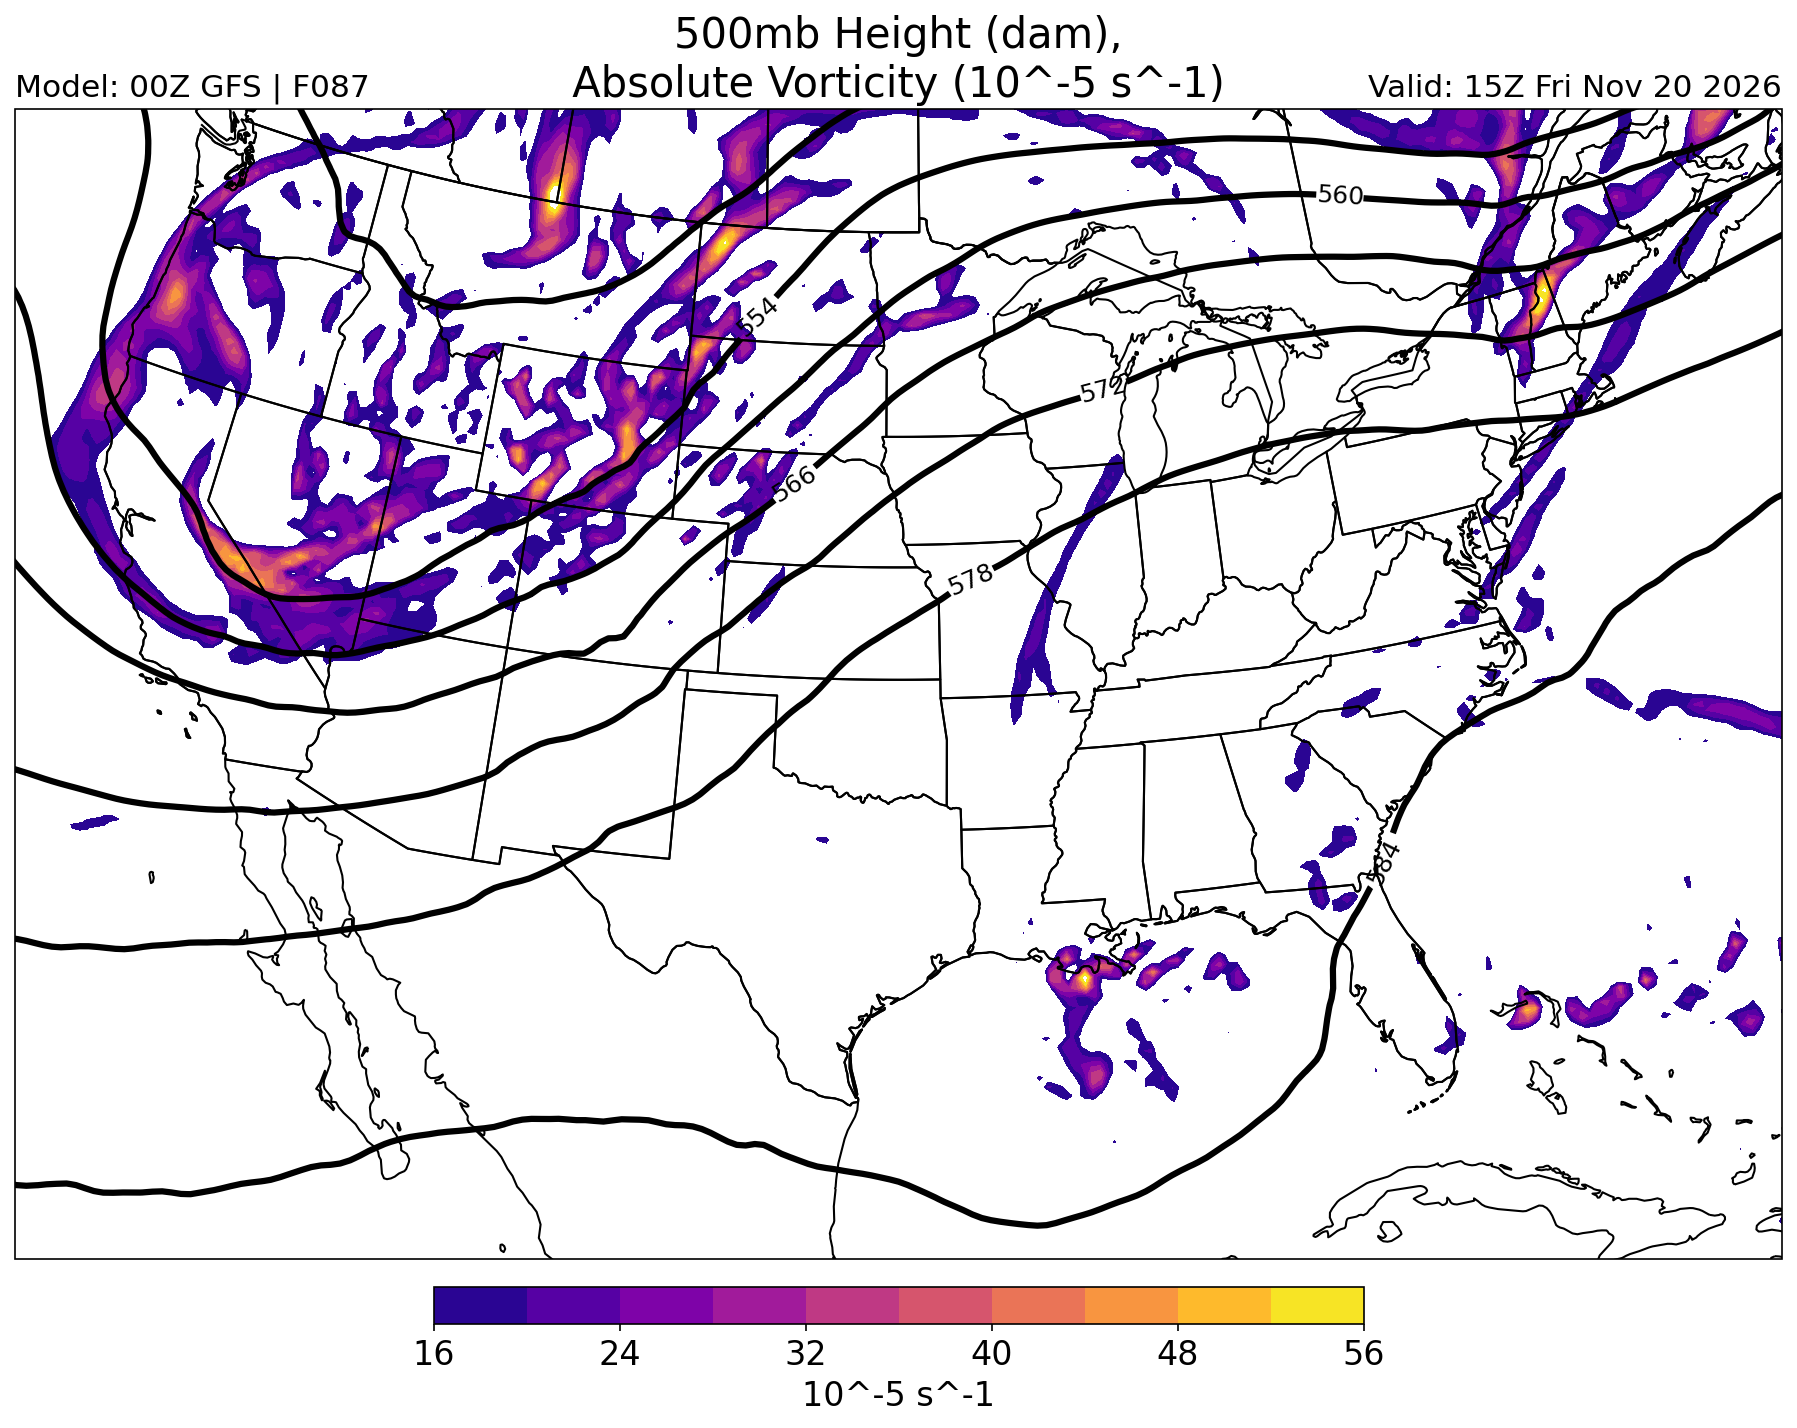 500mb Height (dam),
Model: 00Z GFS | F087
Absolute Vorticity (10^-5 s^-1)
Valid: 15Z Fri Nov 20 2026
560
554
572
566
578
584
16 24 32 40 48 56
10^-5 s^-1